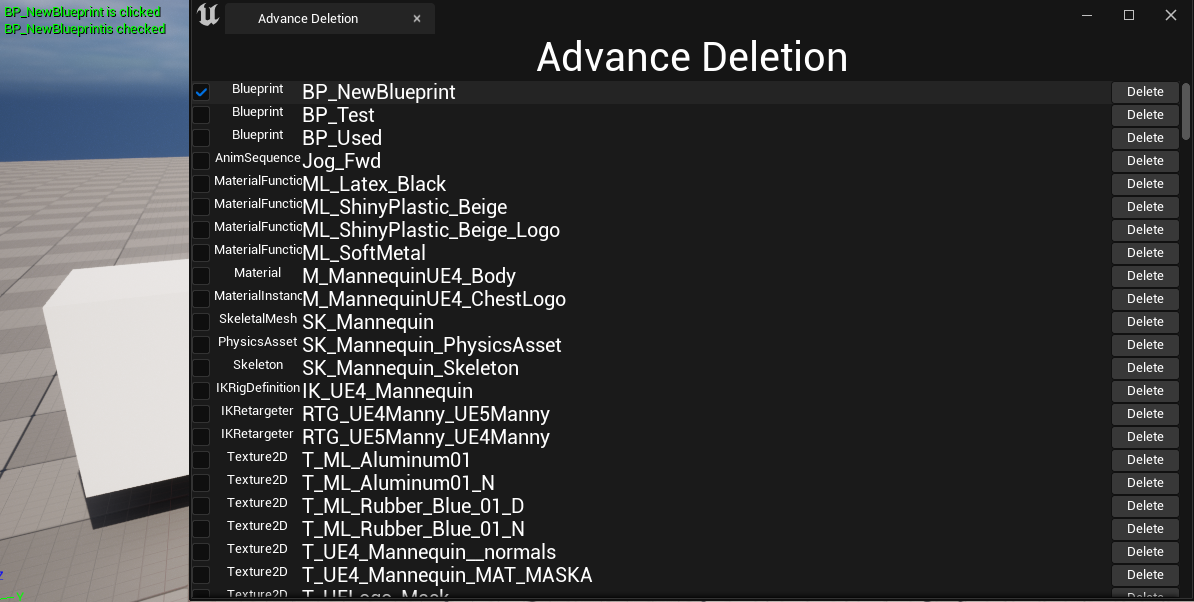 BP_NewBlueprint is clicked
BP_NewBlueprintis checked
Advance Deletion
Advance Deletion
Blueprint BP_NewBlueprint Delete
Blueprint BP_Test Delete
Blueprint BP_Used Delete
AnimSequence Jog_Fwd Delete
MaterialFunctio ML_Latex_Black Delete
MaterialFunctio ML_ShinyPlastic_Beige Delete
MaterialFunctio ML_ShinyPlastic_Beige_Logo Delete
MaterialFunctio ML_SoftMetal Delete
Material M_MannequinUE4_Body Delete
MaterialInstanc M_MannequinUE4_ChestLogo Delete
SkeletalMesh SK_Mannequin Delete
PhysicsAsset SK_Mannequin_PhysicsAsset Delete
Skeleton SK_Mannequin_Skeleton Delete
IKRigDefinition IK_UE4_Mannequin Delete
IKRetargeter RTG_UE4Manny_UE5Manny Delete
IKRetargeter RTG_UE5Manny_UE4Manny Delete
Texture2D T_ML_Aluminum01 Delete
Texture2D T_ML_Aluminum01_N Delete
Texture2D T_ML_Rubber_Blue_01_D Delete
Texture2D T_ML_Rubber_Blue_01_N Delete
Texture2D T_UE4_Mannequin__normals Delete
Texture2D T_UE4_Mannequin_MAT_MASKA Delete
Texture2D T_UELogo_Mask Delete
Z
Y